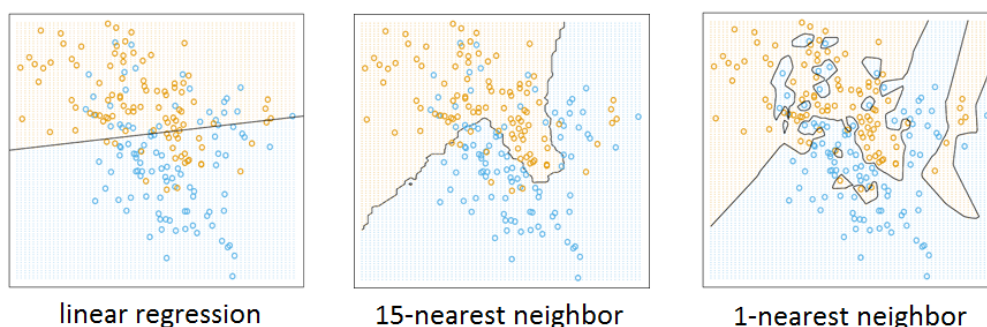 linear regression
15-nearest neighbor
1-nearest neighbor